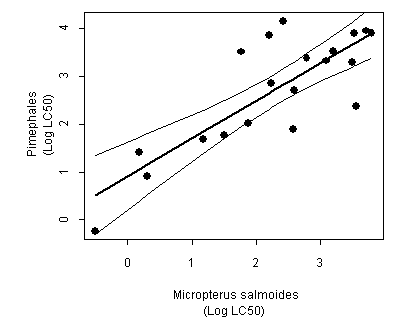 Pimephales
(Log LC50)
4
3
2
1
0
0 1 2 3
Micropterus salmoides
(Log LC50)